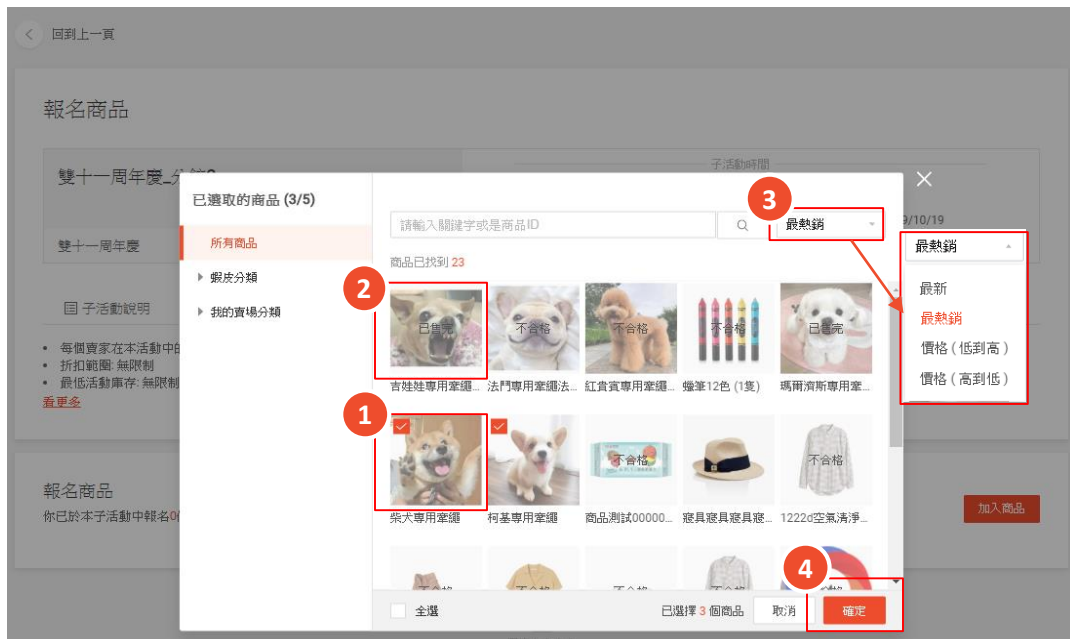 回到上一頁
報名商品
雙十一周年慶_分
子活動時間
9/10/19
雙十一周年慶
子活動說明
• 每個賣家在本活動中的
• 折扣範圍: 無限制
• 最低活動庫存: 無限制
看更多
報名商品
你已於本子活動中報名0個
加入商品
已選取的商品 (3/5)
所有商品
蝦皮分類
我的賣場分類
請輸入關鍵字或是商品ID
3
最熱銷
商品已找到 23
2
已售完
不合格
不合格
不合格
已售完
吉娃娃專用牽繩...
法鬥專用牽繩法...
紅貴賓專用牽繩...
蠟筆12色 (1隻)
瑪爾濟斯專用牽...
1
不合格
不合格
柴犬專用牽繩
柯基專用牽繩
商品測試00000...
寢具寢具寢具寢...
1222d空氣清淨...
不合格
不合格
不合格
不合格
4
全選
已選擇 3 個商品
取消
確定
最熱銷
最新
最熱銷
價格 ( 低到高 )
價格 ( 高到低 )